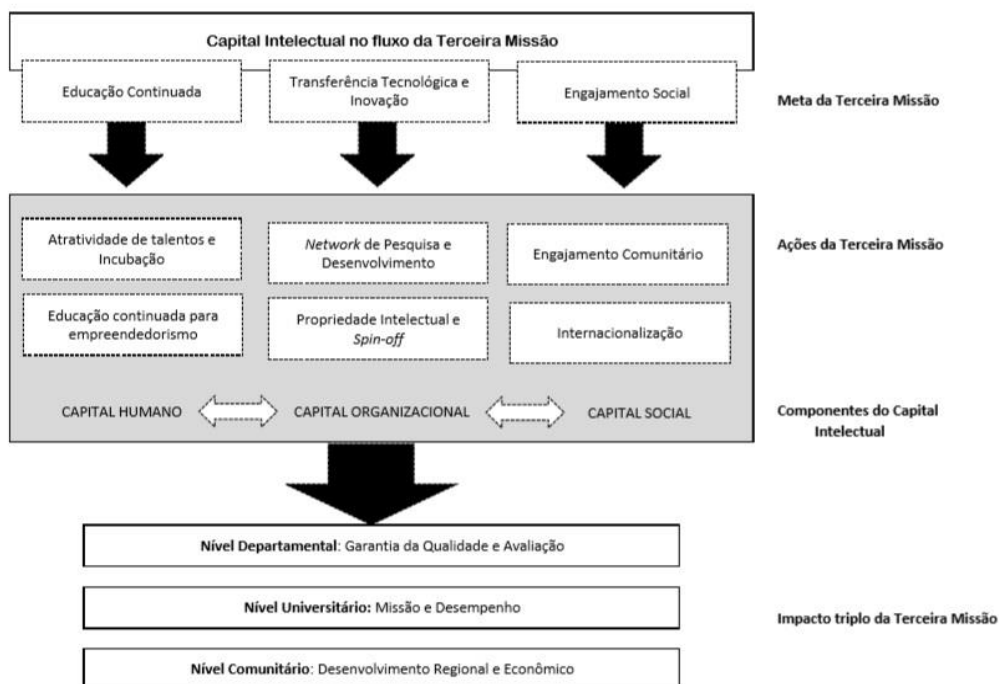 Capital Intelectual no fluxo da Terceira Missão
Educação Continuada
Transferência Tecnológica e
Inovação
Engajamento Social
Meta da Terceira Missão
Atratividade de talentos e
Incubação
Network de Pesquisa e
Desenvolvimento
Engajamento Comunitário
Ações da Terceira Missão
Educação continuada para
empreendedorismo
Propriedade Intelectual e
Spin-off
Internacionalização
CAPITAL HUMANO
CAPITAL ORGANIZACIONAL
CAPITAL SOCIAL
Componentes do Capital
Intelectual
Nível Departamental: Garantia da Qualidade e Avaliação
Nível Universitário: Missão e Desempenho
Impacto triplo da Terceira Missão
Nível Comunitário: Desenvolvimento Regional e Econômico